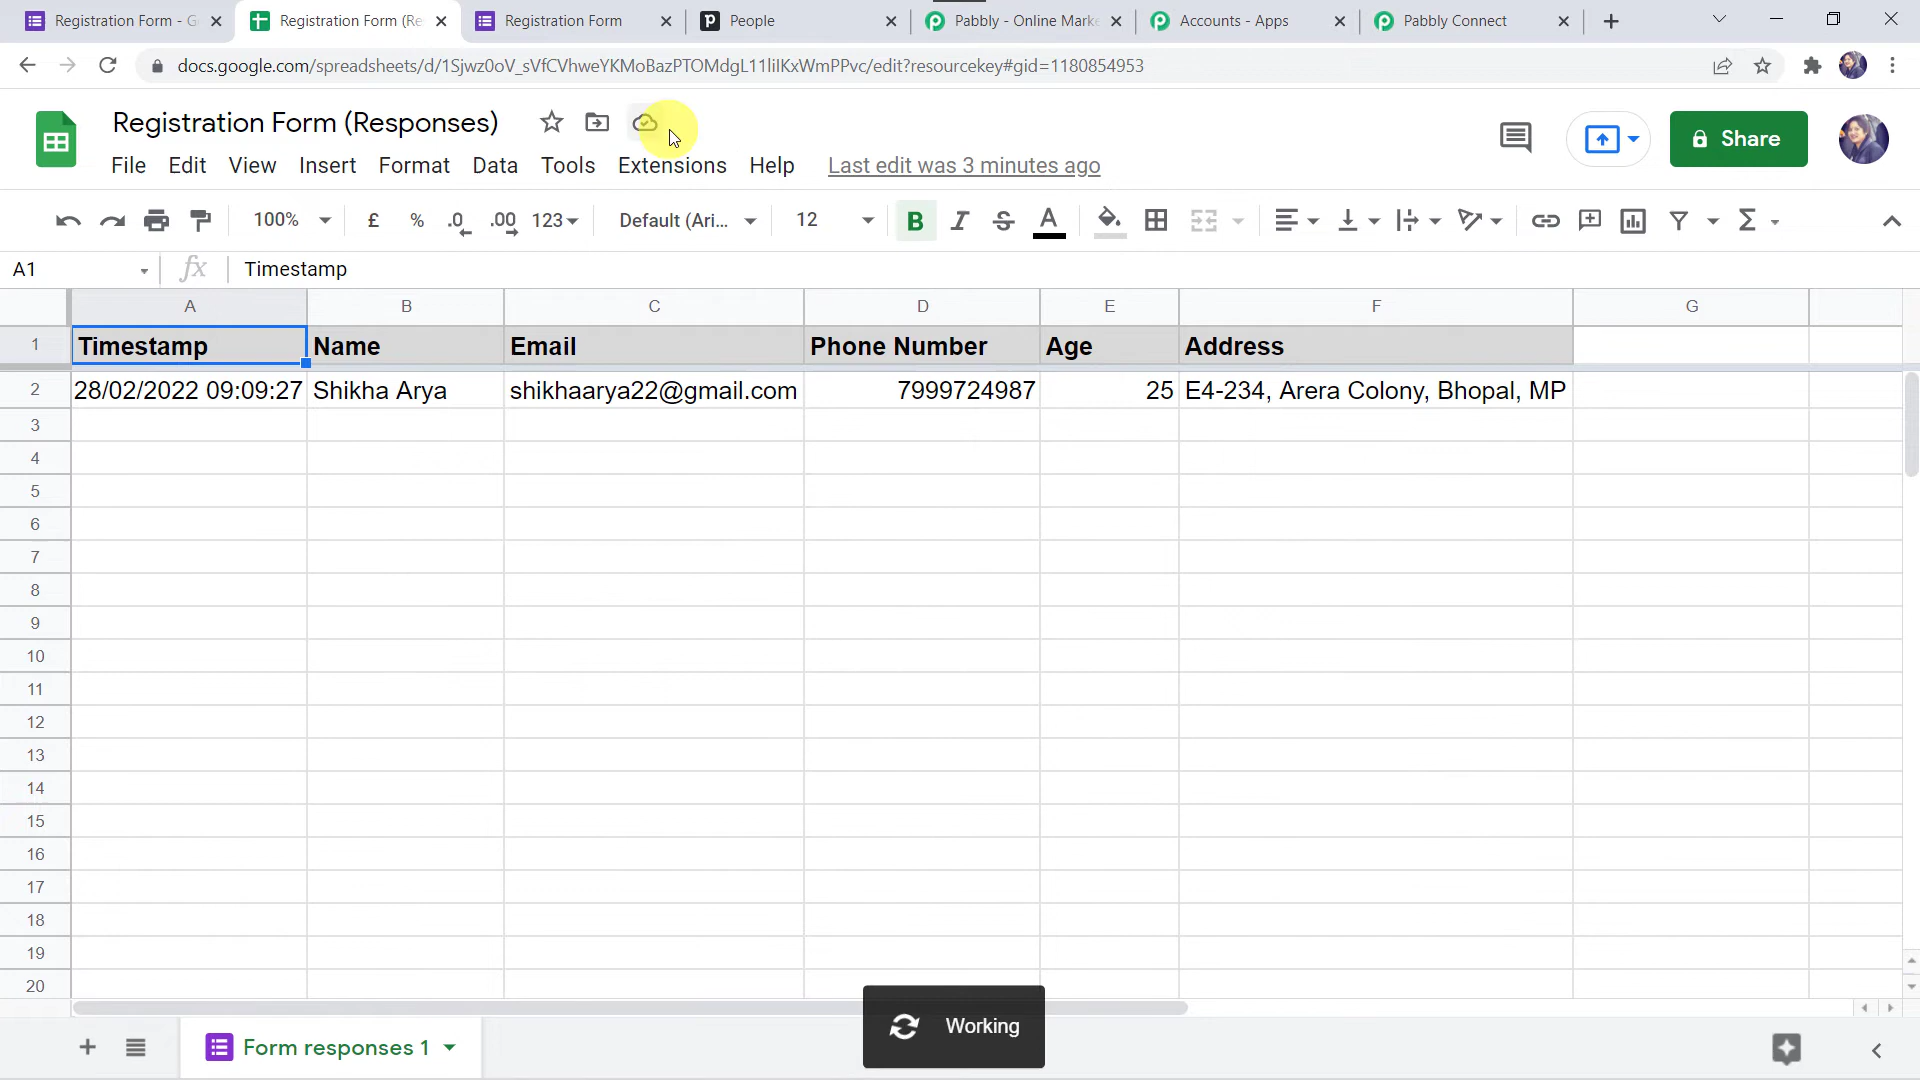 Registration Form - G
Registration Form (Re
Registration Form
People
Pabbly - Online Marke
Accounts - Apps
Pabbly Connect
docs.google.com/spreadsheets/d/1Sjwz0oV_sVfCVhweYKMoBazPTOMdgL11liIKxWmPPvc/edit?resourcekey#gid=1180854953
Registration Form (Responses)
Share
File Edit View Insert Format Data Tools Extensions Help Last edit was 3 minutes ago
100% £ % .0 .00 123 Default (Ari... 12 B I S A
A1 fx Timestamp
A B C D E F G
1 Timestamp Name Email Phone Number Age Address
2 28/02/2022 09:09:27 Shikha Arya shikhaarya22@gmail.com 7999724987 25 E4-234, Arera Colony, Bhopal, MP
3
4
5
6
7
8
9
10
11
12
13
14
15
16
17
18
19
20
Working
Form responses 1